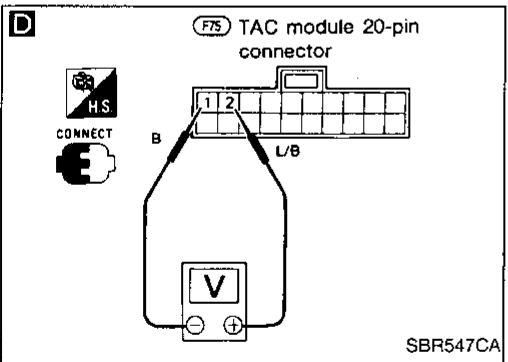 D
F75 TAC module 20-pin
connector
H.S.
CONNECT
1 2
B
L/B
V
⊖ ⊕
SBR547CA